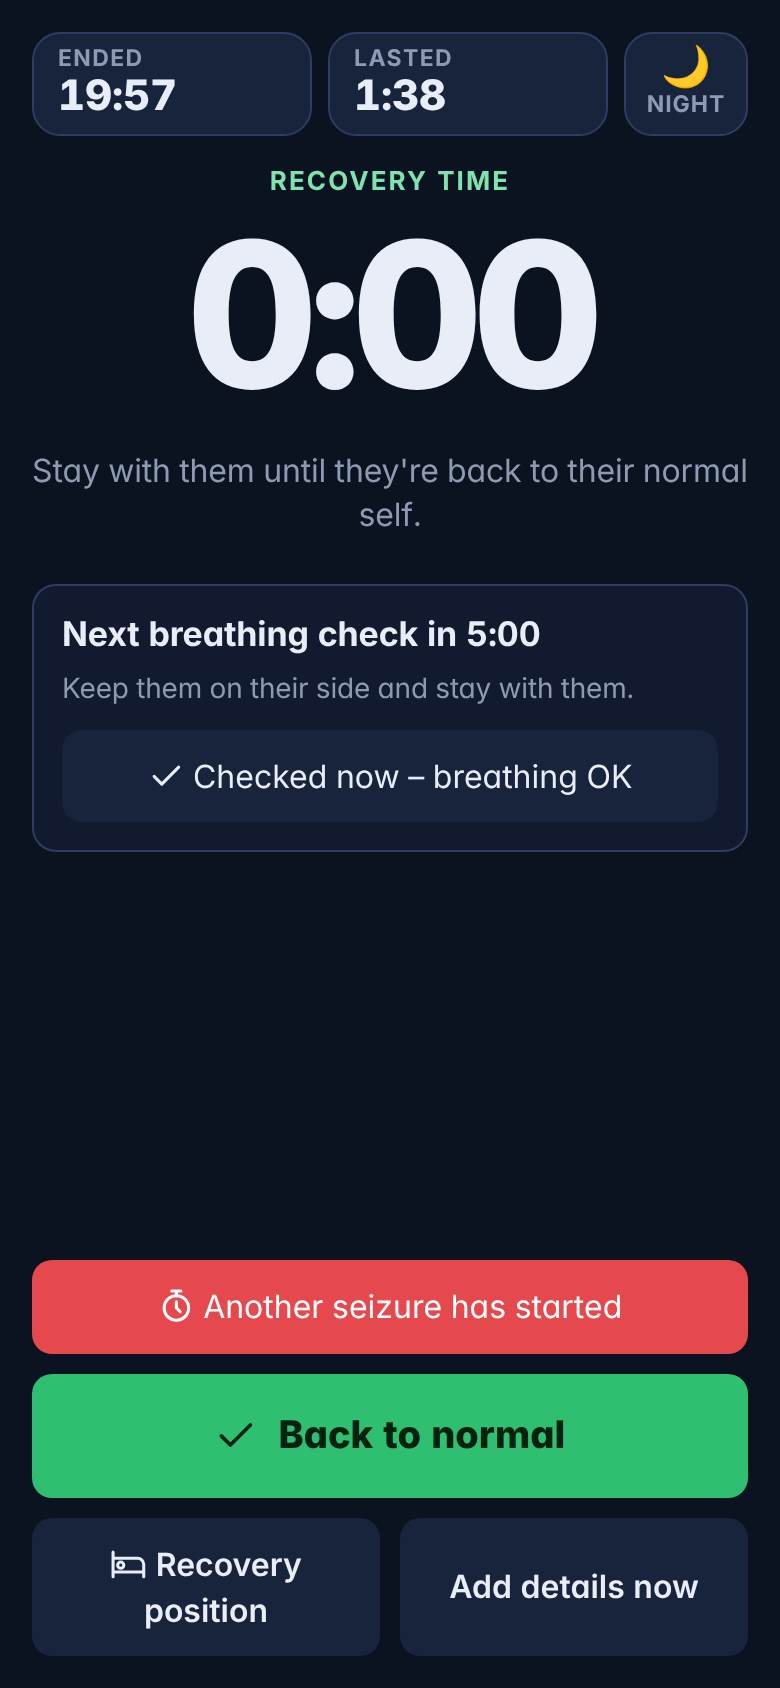 ENDED
19:57
LASTED
1:38
NIGHT
RECOVERY TIME
0:00
Stay with them until they're back to their normal
self.
Next breathing check in 5:00
Keep them on their side and stay with them.
Checked now – breathing OK
Another seizure has started
Back to normal
Recovery
position
Add details now